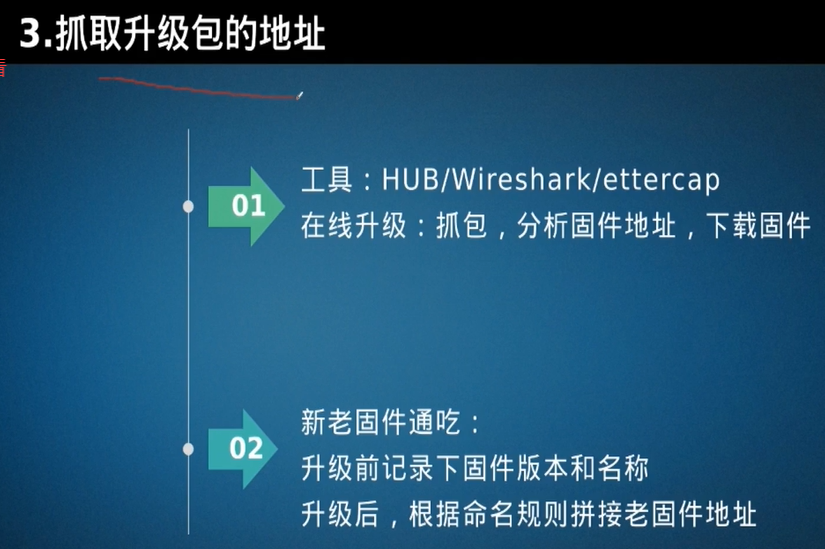 3.抓取升级包的地址
01
工具：HUB/Wireshark/ettercap
在线升级：抓包，分析固件地址，下载固件
02
新老固件通吃：
升级前记录下固件版本和名称
升级后，根据命名规则拼接老固件地址